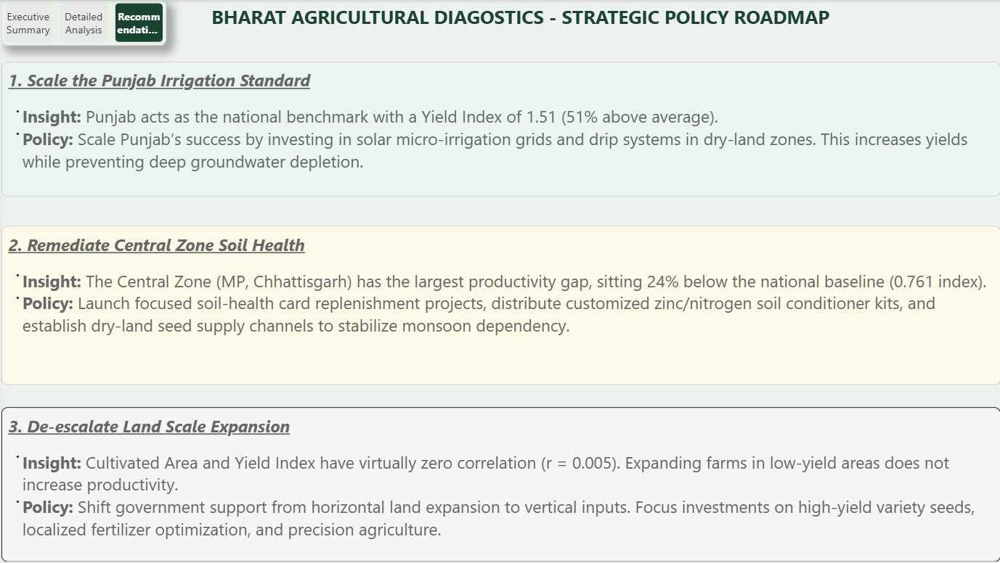 Executive Summary
Detailed Analysis
Recomm endati...
BHARAT AGRICULTURAL DIAGOSTICS - STRATEGIC POLICY ROADMAP
1. Scale the Punjab Irrigation Standard
Insight: Punjab acts as the national benchmark with a Yield Index of 1.51 (51% above average).
Policy: Scale Punjab’s success by investing in solar micro-irrigation grids and drip systems in dry-land zones. This increases yields
while preventing deep groundwater depletion.
2. Remediate Central Zone Soil Health
Insight: The Central Zone (MP, Chhattisgarh) has the largest productivity gap, sitting 24% below the national baseline (0.761 index).
Policy: Launch focused soil-health card replenishment projects, distribute customized zinc/nitrogen soil conditioner kits, and
establish dry-land seed supply channels to stabilize monsoon dependency.
3. De-escalate Land Scale Expansion
Insight: Cultivated Area and Yield Index have virtually zero correlation (r = 0.005). Expanding farms in low-yield areas does not
increase productivity.
Policy: Shift government support from horizontal land expansion to vertical inputs. Focus investments on high-yield variety seeds,
localized fertilizer optimization, and precision agriculture.